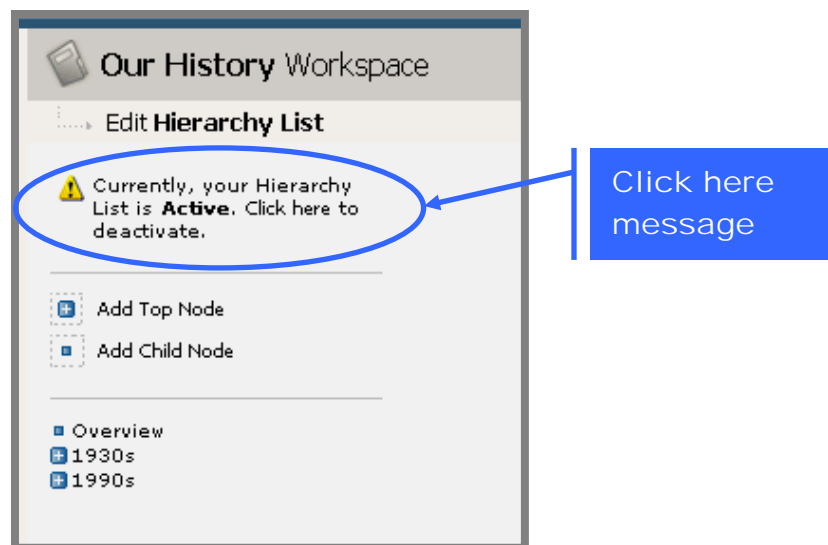 Our History Workspace
Edit Hierarchy List
Currently, your Hierarchy
List is Active. Click here to
deactivate.
Click here
message
Add Top Node
Add Child Node
Overview
1930s
1990s